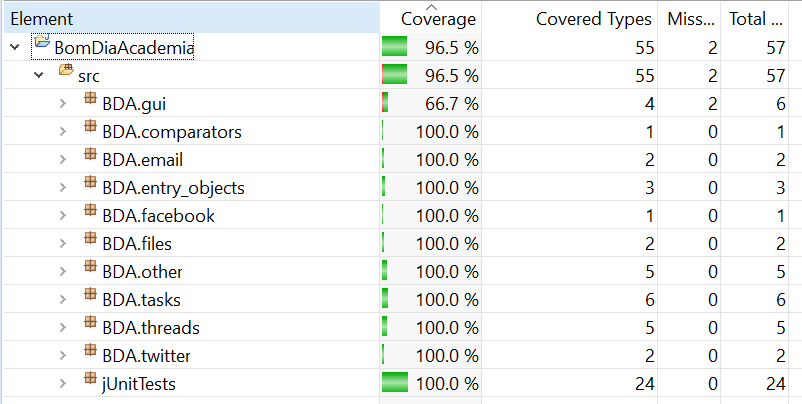 Element Coverage Covered Types Miss... Total ...
BomDiaAcademia 96.5 % 55 2 57
src 96.5 % 55 2 57
BDA.gui 66.7 % 4 2 6
BDA.comparators 100.0 % 1 0 1
BDA.email 100.0 % 2 0 2
BDA.entry_objects 100.0 % 3 0 3
BDA.facebook 100.0 % 1 0 1
BDA.files 100.0 % 2 0 2
BDA.other 100.0 % 5 0 5
BDA.tasks 100.0 % 6 0 6
BDA.threads 100.0 % 5 0 5
BDA.twitter 100.0 % 2 0 2
jUnitTests 100.0 % 24 0 24